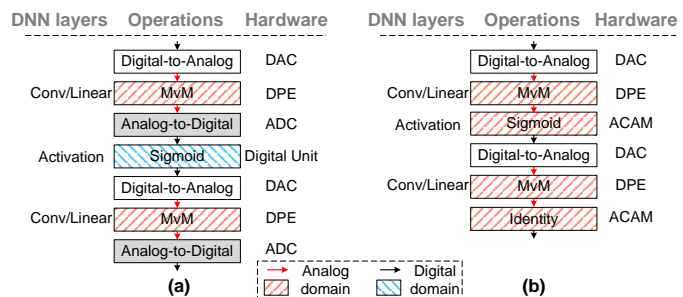 DNN layers Operations Hardware
Digital-to-Analog DAC
Conv/Linear MvM DPE
Analog-to-Digital ADC
Activation Sigmoid Digital Unit
Digital-to-Analog DAC
Conv/Linear MvM DPE
Analog-to-Digital ADC
(a)
DNN layers Operations Hardware
Digital-to-Analog DAC
Conv/Linear MvM DPE
Activation Sigmoid ACAM
Digital-to-Analog DAC
Conv/Linear MvM DPE
Identity ACAM
(b)
Analog Digital
domain domain